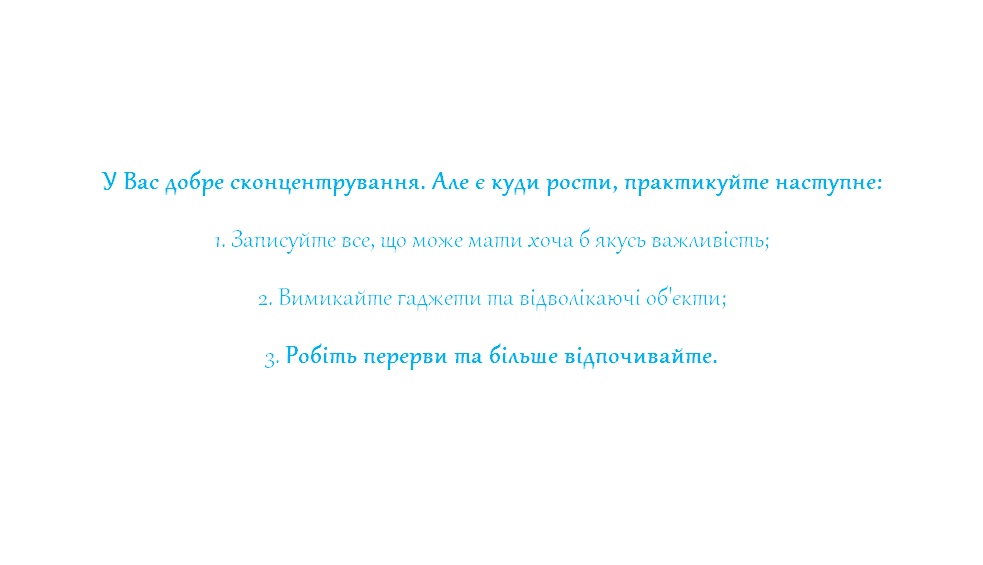 У Вас добре сконцентрування. Але є куди рости, практикуйте наступне:
1. Записуйте все, що може мати хоча б якусь важливість;
2. Вимикайте гаджети та відволікаючі об'єкти;
3. Робіть перерви та більше відпочивайте.